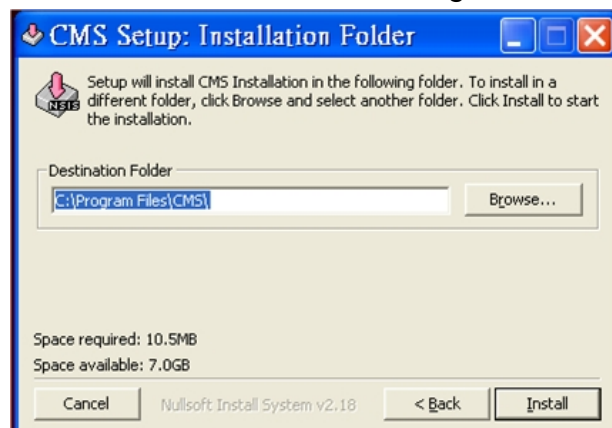 CMS Setup: Installation Folder
Setup will install CMS Installation in the following folder. To install in a
different folder, click Browse and select another folder. Click Install to start
the installation.
NSIS
Destination Folder
C:\Program Files\CMS\
Browse...
Space required: 10.5MB
Space available: 7.0GB
Cancel
Nullsoft Install System v2.18
< Back
Install